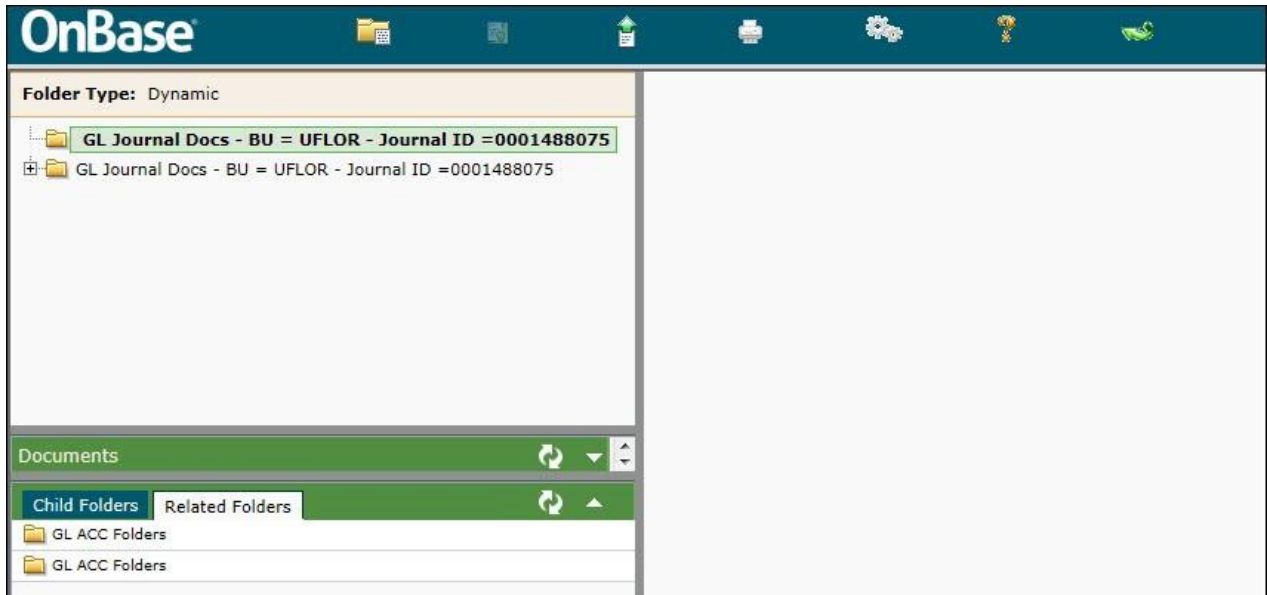 OnBase
Folder Type: Dynamic
GL Journal Docs - BU = UFLOR - Journal ID =0001488075
GL Journal Docs - BU = UFLOR - Journal ID =0001488075
Documents
Child Folders Related Folders
GL ACC Folders
GL ACC Folders